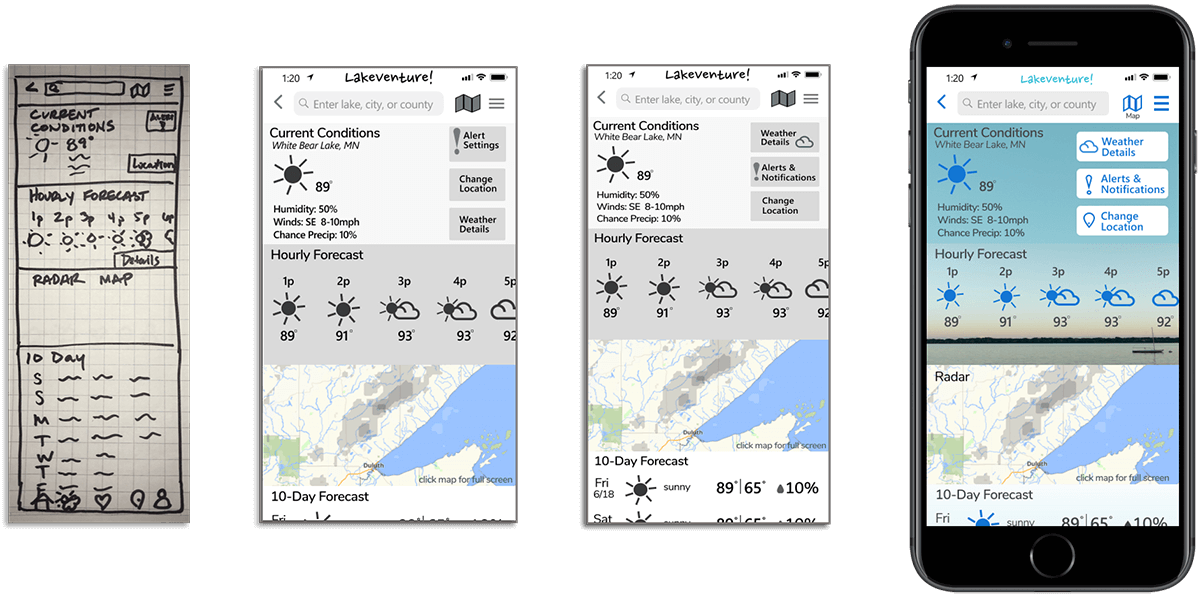 CURRENT
CONDITIONS
ALERT
!
89°
Location
HOURLY FORECAST
1p 2p 3p 4p 5p
Details
RADAR MAP
10 Day
S
S
M
T
W
T
F
1:20 Lakeventure!
Enter lake, city, or county
Current Conditions
White Bear Lake, MN
89°
Humidity: 50%
Winds: SE 8-10mph
Chance Precip: 10%
Alert
Settings
Change
Location
Weather
Details
Hourly Forecast
1p 2p 3p 4p 5p
89° 91° 93° 93° 92
Duluth
click map for full screen
10-Day Forecast
Fri sunny 89° 65° 10%
1:20 Lakeventure!
Enter lake, city, or county
Current Conditions
White Bear Lake, MN
89°
Humidity: 50%
Winds: SE 8-10mph
Chance Precip: 10%
Weather
Details
Alerts &
Notifications
Change
Location
Hourly Forecast
1p 2p 3p 4p 5p
89° 91° 93° 93° 92
Duluth
click map for full screen
10-Day Forecast
Fri
6/18
sunny 89° 65° 10%
Sat sunny 89° 65° 10%
1:20 Lakeventure!
Enter lake, city, or county
Map
Current Conditions
White Bear Lake, MN
89°
Humidity: 50%
Winds: SE 8-10mph
Chance Precip: 10%
Weather
Details
Alerts &
Notifications
Change
Location
Hourly Forecast
1p 2p 3p 4p 5p
89° 91° 93° 93° 92°
Radar
Duluth
click map for full screen
10-Day Forecast
Fri sunny 89° 65° 10%